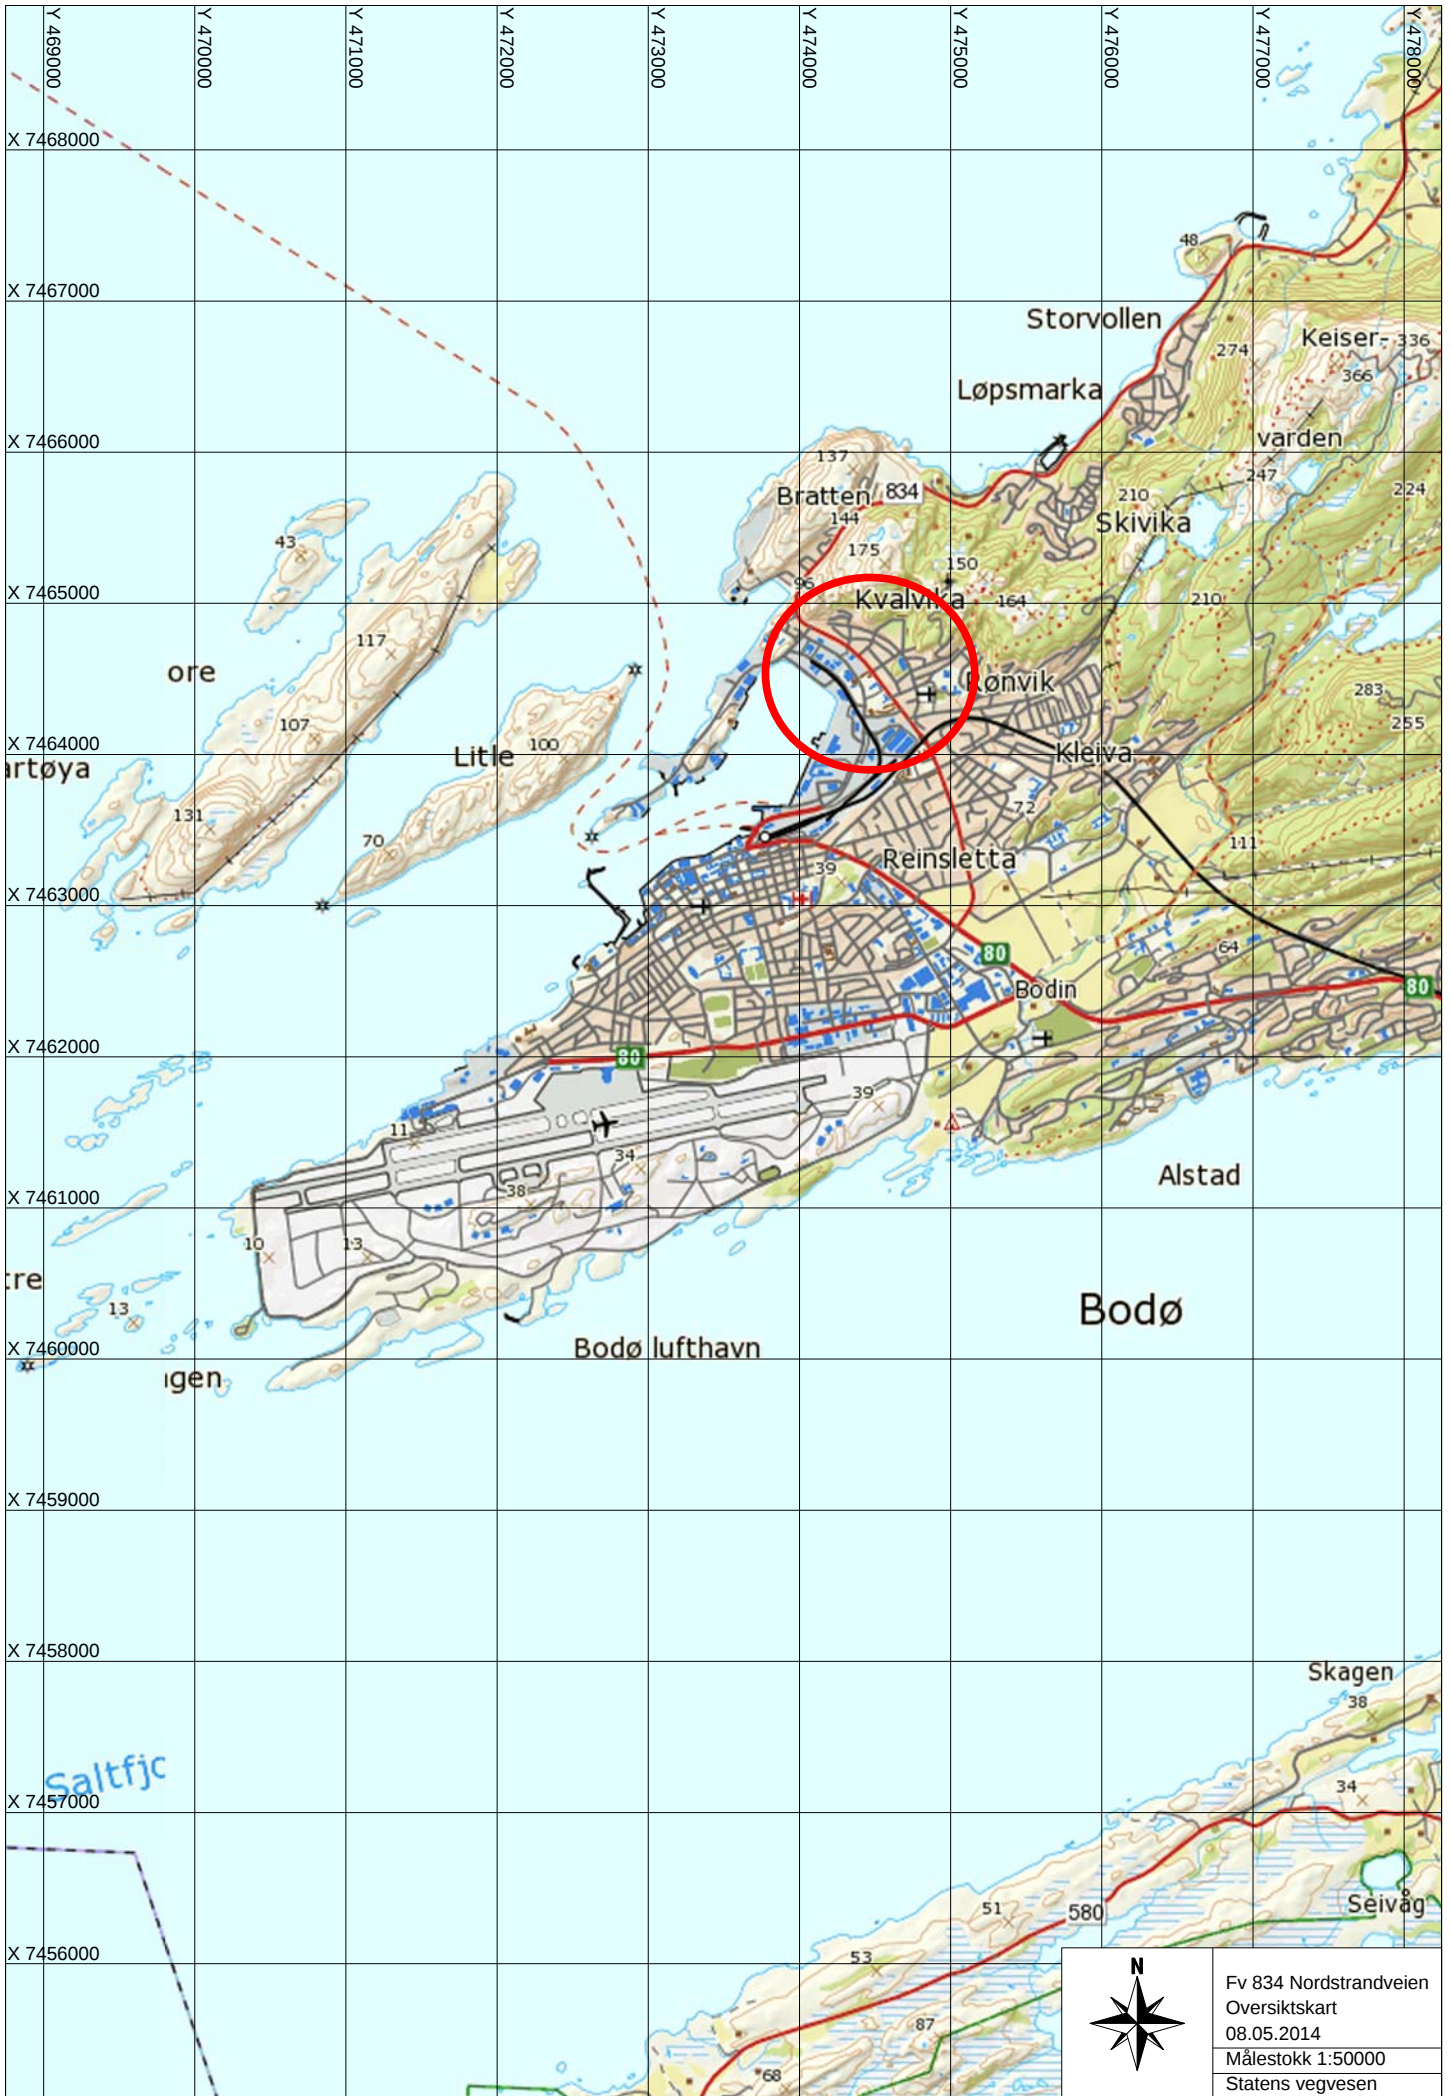 Y 469000
Y 470000
Y 471000
Y 472000
Y 473000
Y 474000
Y 475000
Y 476000
Y 477000
Y 478000
X 7468000
48
X 7467000
Storvollen
Keiser- 336
274
366
Løpsmarka
X 7466000
varden
137
247
Bratten 834
210
224
144
Skivika
43
175
150
96
X 7465000
Kvalvika 164
210
117
ore
Rønvik
283
107
255
X 7464000
Litle 100
Kleiva
artøya
131
72
70
Reinsletta
111
39
X 7463000
H
64
80
Bodin
80
X 7462000
80
39
11
34
Alstad
38
X 7461000
10
13
tre
13
Bodø
X 7460000
Bodø lufthavn
gen
X 7459000
X 7458000
Skagen
38
Saltfjo
34
X 7457000
Seivåg
51
580
X 7456000
53
87
68
N
Fv 834 Nordstrandveien
Oversiktskart
08.05.2014
Målestokk 1:50000
Statens vegvesen